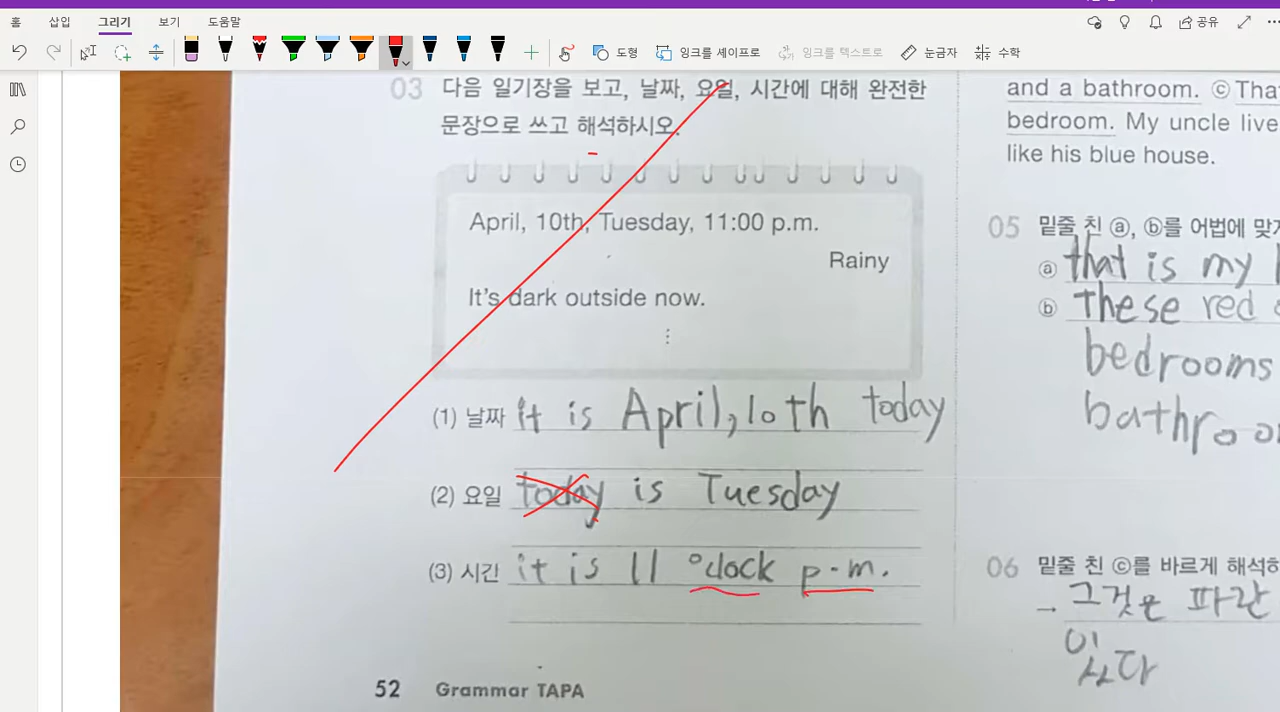 홈 삽입 그리기 보기 도움말
공유
도형 잉크를 셰이프로 잉크를 텍스트로 눈금자 수학
03 다음 일기장을 보고, 날짜, 요일, 시간에 대해 완전한
문장으로 쓰고 해석하시오.
April, 10th, Tuesday, 11:00 p.m.
Rainy
It's dark outside now.
⋮
(1) 날짜 it is April, 10th today
(2) 요일 today is Tuesday
(3) 시간 it is 11 o'clock p.m.
52 Grammar TAPA
and a bathroom. ⓒ That
bedroom. My uncle live
like his blue house.
05 밑줄 친 ⓐ, ⓑ를 어법에 맞게
ⓐ that is my
ⓑ these red
bedrooms
bathroo
06 밑줄 친 ⓒ를 바르게 해석하
→ 그것은 파란
있다